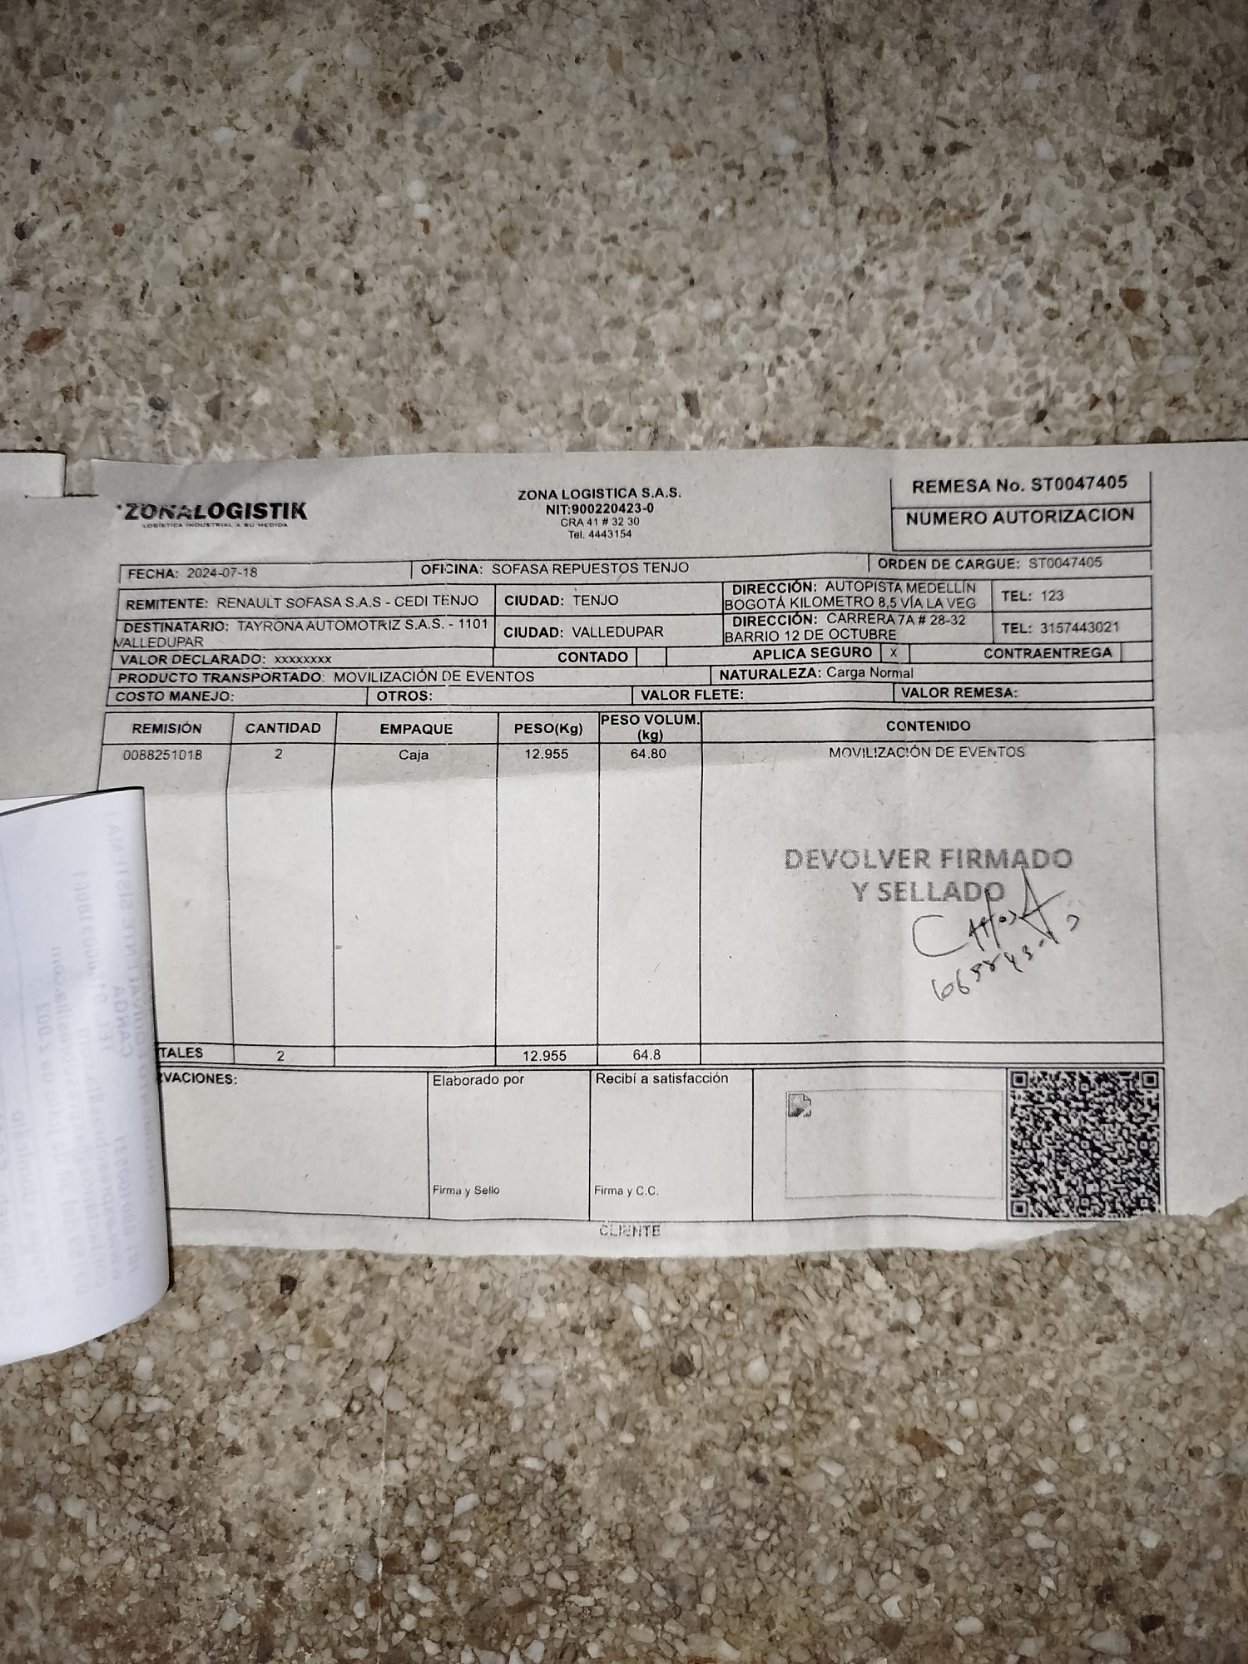 ZONALOGISTIK
LOGÍSTICA INDUSTRIAL A SU MEDIDA
ZONA LOGISTICA S.A.S.
NIT:900220423-0
CRA 41 # 32 30
Tel. 4443154
REMESA No. ST0047405
NUMERO AUTORIZACION
FECHA: 2024-07-18
OFICINA: SOFASA REPUESTOS TENJO
ORDEN DE CARGUE: ST0047405
REMITENTE: RENAULT SOFASA S.A.S - CEDI TENJO
CIUDAD: TENJO
DIRECCIÓN: AUTOPISTA MEDELLÍN
BOGOTÁ KILOMETRO 8,5 VÍA LA VEG
TEL: 123
DESTINATARIO: TAYRONA AUTOMOTRIZ S.A.S. - 1101
VALLEDUPAR
CIUDAD: VALLEDUPAR
DIRECCIÓN: CARRERA 7A # 28-32
BARRIO 12 DE OCTUBRE
TEL: 3157443021
VALOR DECLARADO: xxxxxxxx
CONTADO
APLICA SEGURO x
CONTRAENTREGA
PRODUCTO TRANSPORTADO: MOVILIZACIÓN DE EVENTOS
NATURALEZA: Carga Normal
COSTO MANEJO:
OTROS:
VALOR FLETE:
VALOR REMESA:
REMISIÓN CANTIDAD EMPAQUE PESO(Kg) PESO VOLUM. (kg) CONTENIDO
0088251018 2 Caja 12.955 64.80 MOVILIZACIÓN DE EVENTOS
DEVOLVER FIRMADO
Y SELLADO
TALES 2 12.955 64.8
VACIONES:
Elaborado por
Recibí a satisfacción
Firma y Sello
Firma y C.C.
CLIENTE